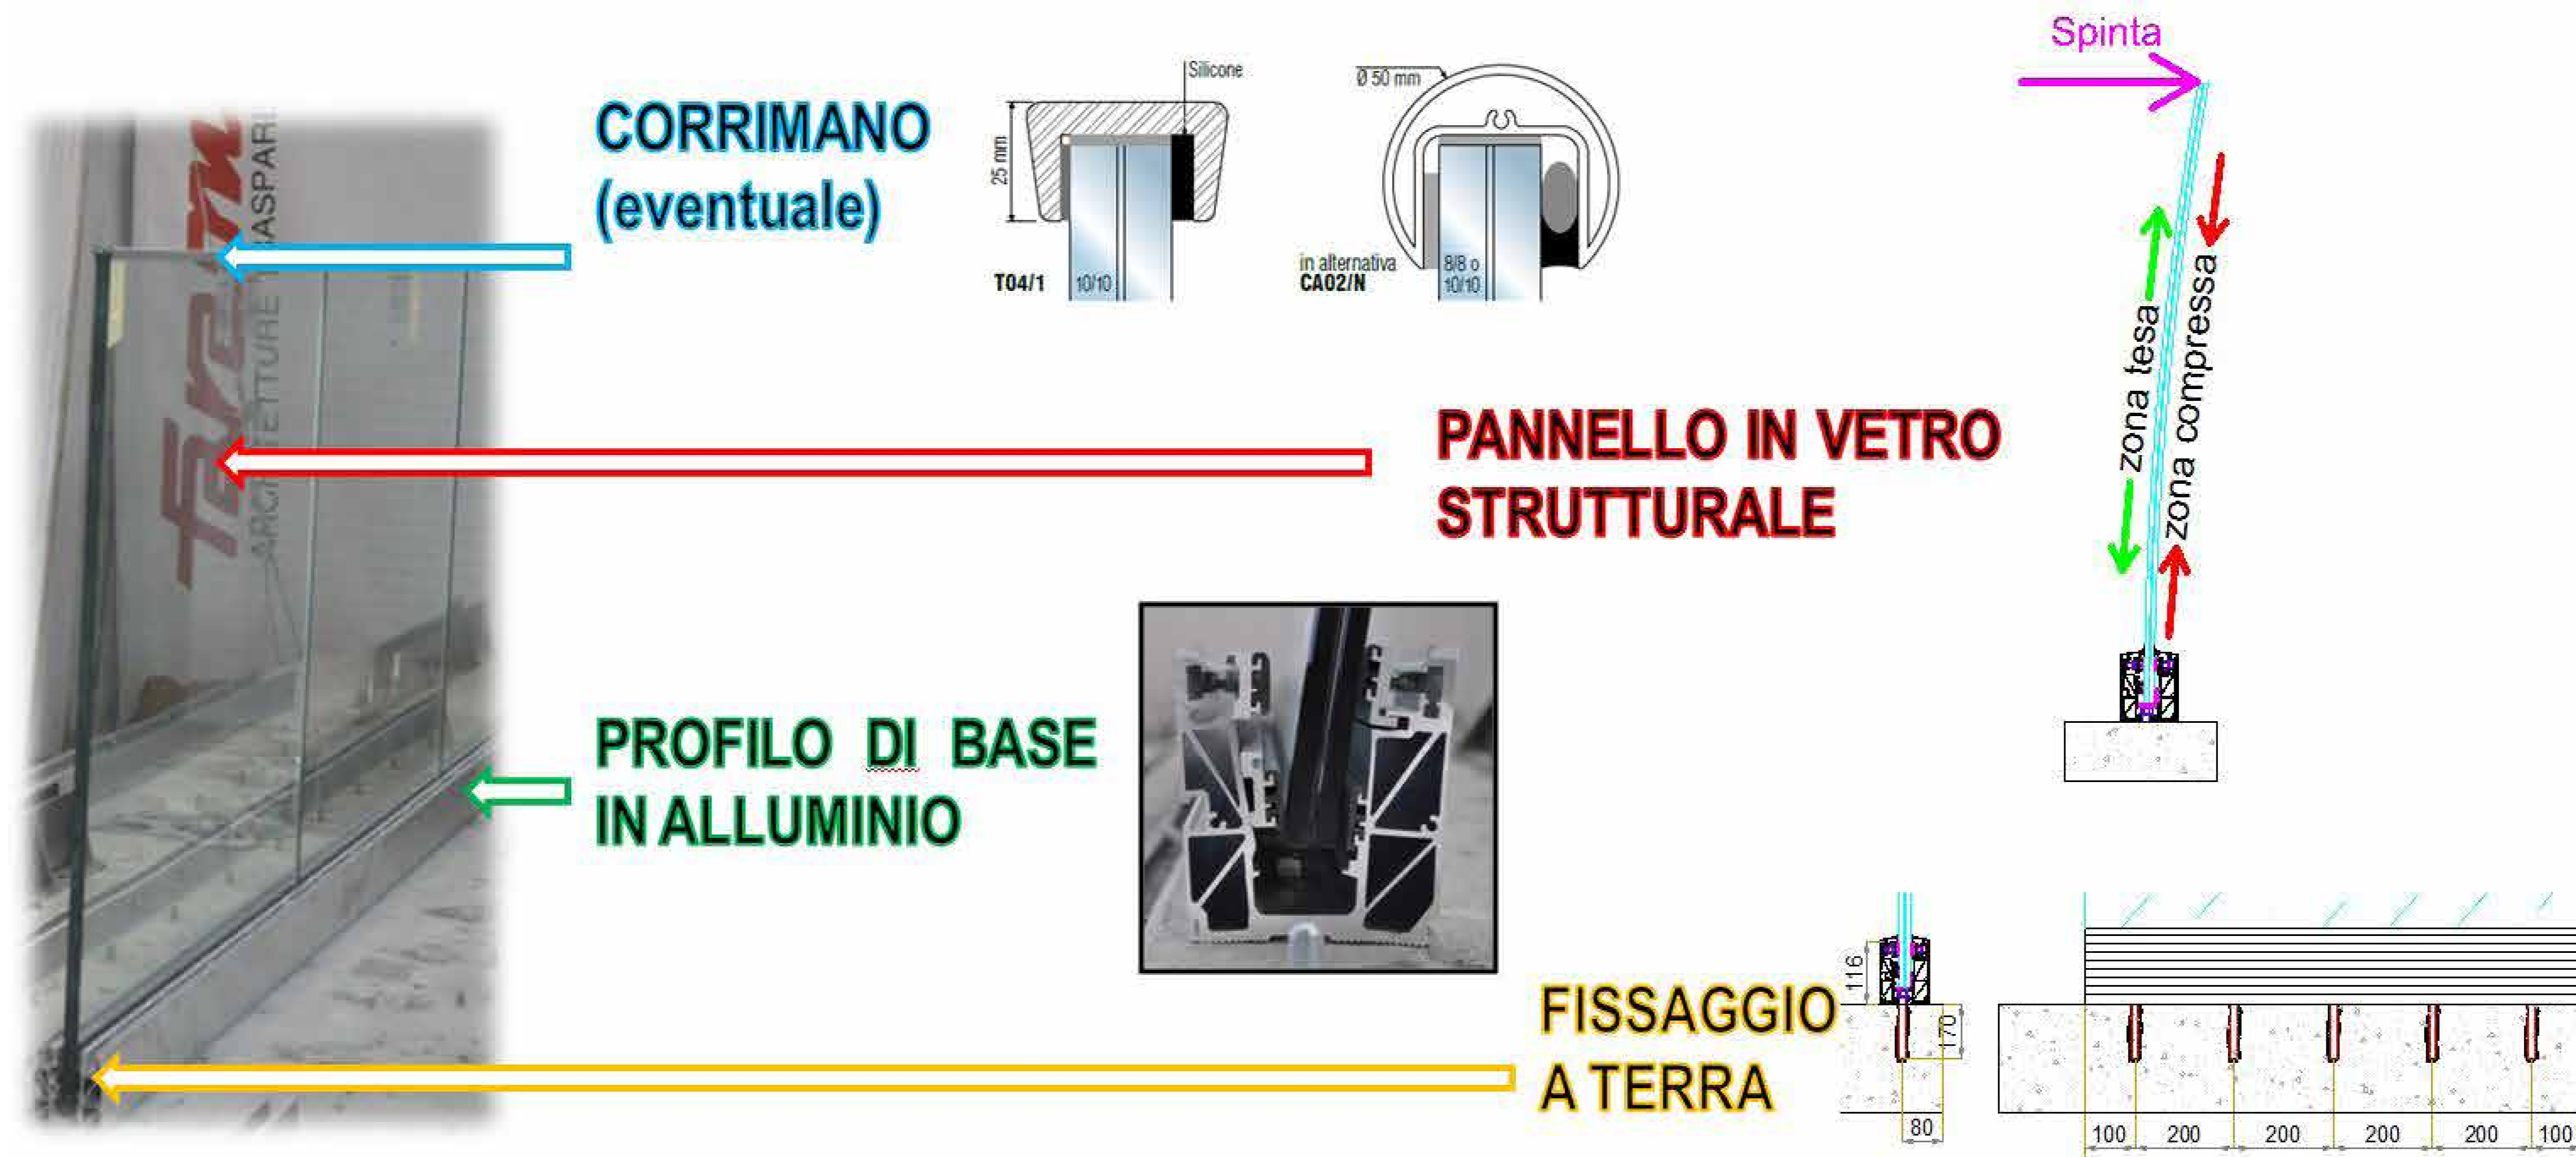 Spinta
CORRIMANO
(eventuale)
Silicone
25 mm
T04/1
10/10
Ø 50 mm
in alternativa
CA02/N
8/8 o
10/10
zona tesa
zona compressa
PANNELLO IN VETRO
STRUTTURALE
PROFILO DI BASE
IN ALLUMINIO
FISSAGGIO
A TERRA
116
170
80
100 200 200 200 200 100